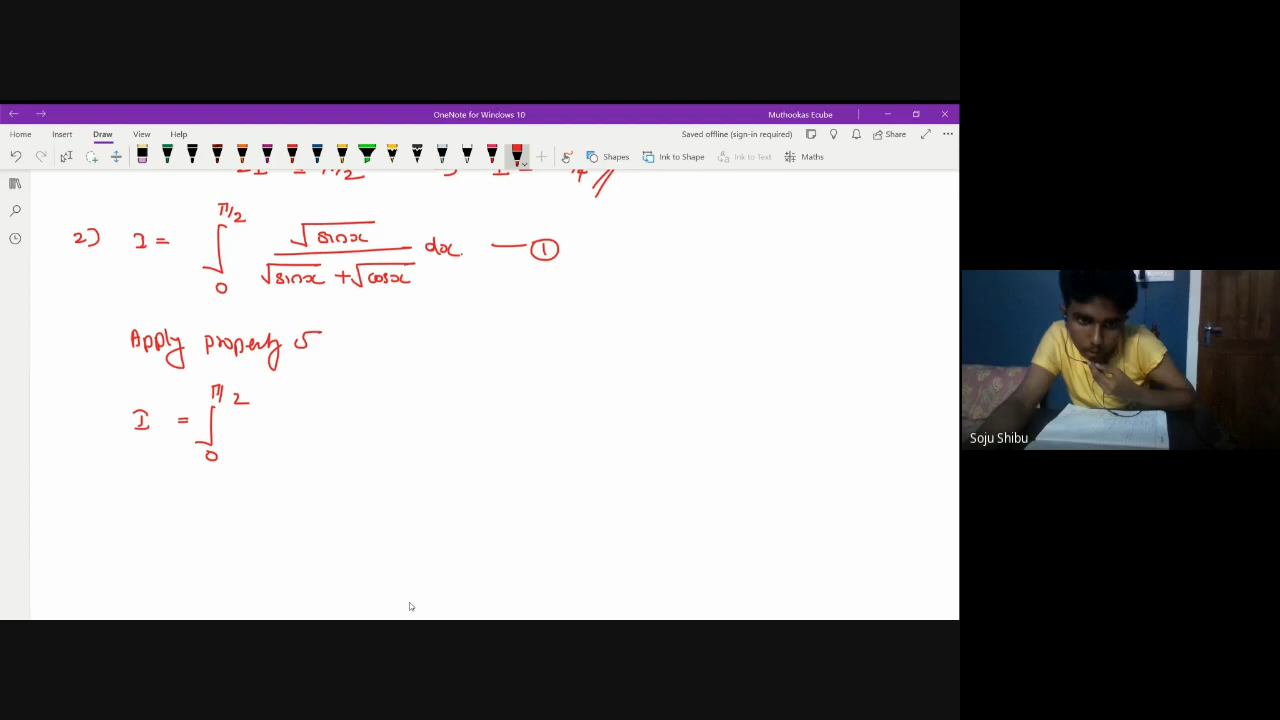 OneNote for Windows 10
Muthookas Ecube
Home Insert Draw View Help
Saved offline (sign-in required) Share
Shapes Ink to Shape Ink to Text Maths
2) I = ∫₀^{π/2} √sinx / (√sinx + √cosx) dx. — ①
Apply property 5
I = ∫₀^{π/2}
Soju Shibu